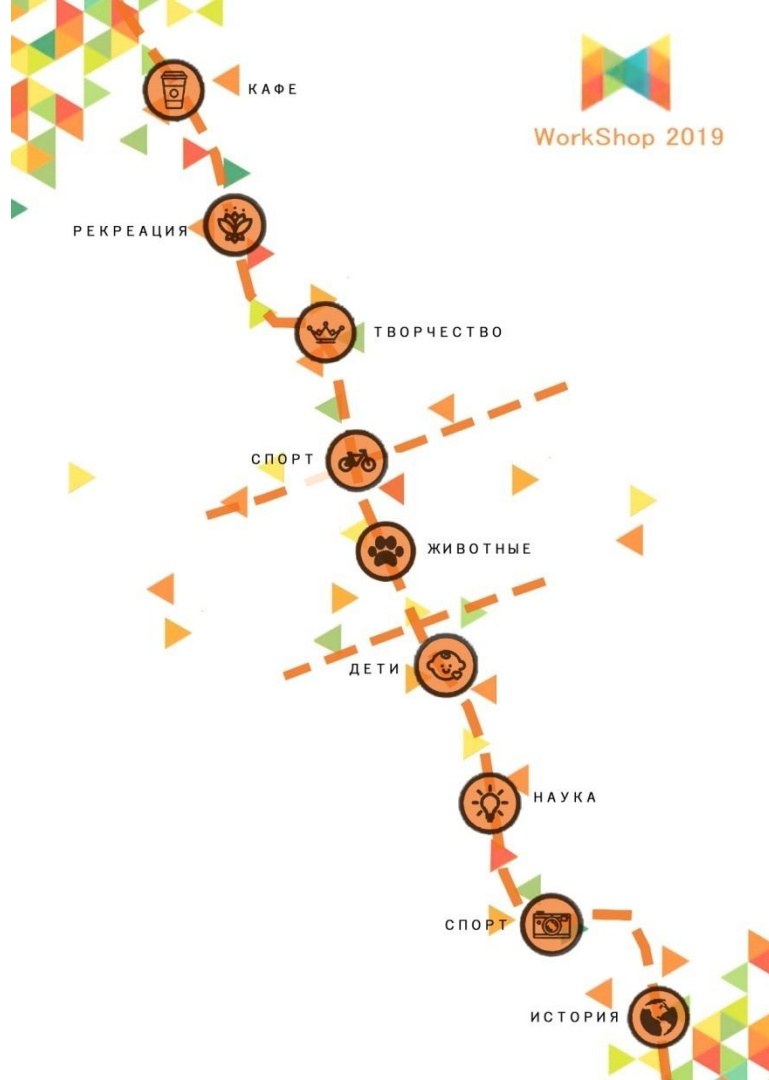 КАФЕ
WorkShop 2019
РЕКРЕАЦИЯ
ТВОРЧЕСТВО
СПОРТ
ЖИВОТНЫЕ
ДЕТИ
НАУКА
СПОРТ
ИСТОРИЯ